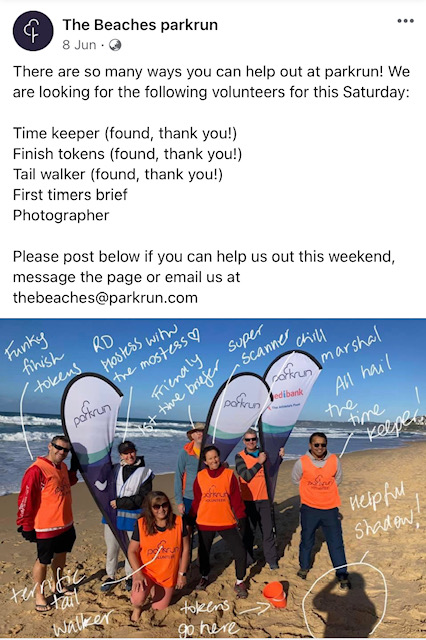 The Beaches parkrun
8 Jun
There are so many ways you can help out at parkrun! We
are looking for the following volunteers for this Saturday:
Time keeper (found, thank you!)
Finish tokens (found, thank you!)
Tail walker (found, thank you!)
First timers brief
Photographer
Please post below if you can help us out this weekend,
message the page or email us at
thebeaches@parkrun.com
Funky
finish
tokens
RD
Hostess with
the mostess
Friendly
1st time briefer
super
scanner
chill
marshal
All hail
the
time
keeper!
parkrun
parkrun
parkrun
medibank
parkrun
parkrun
parkrun
helpful
shadow!
terrific
tail
walker
tokens
go here